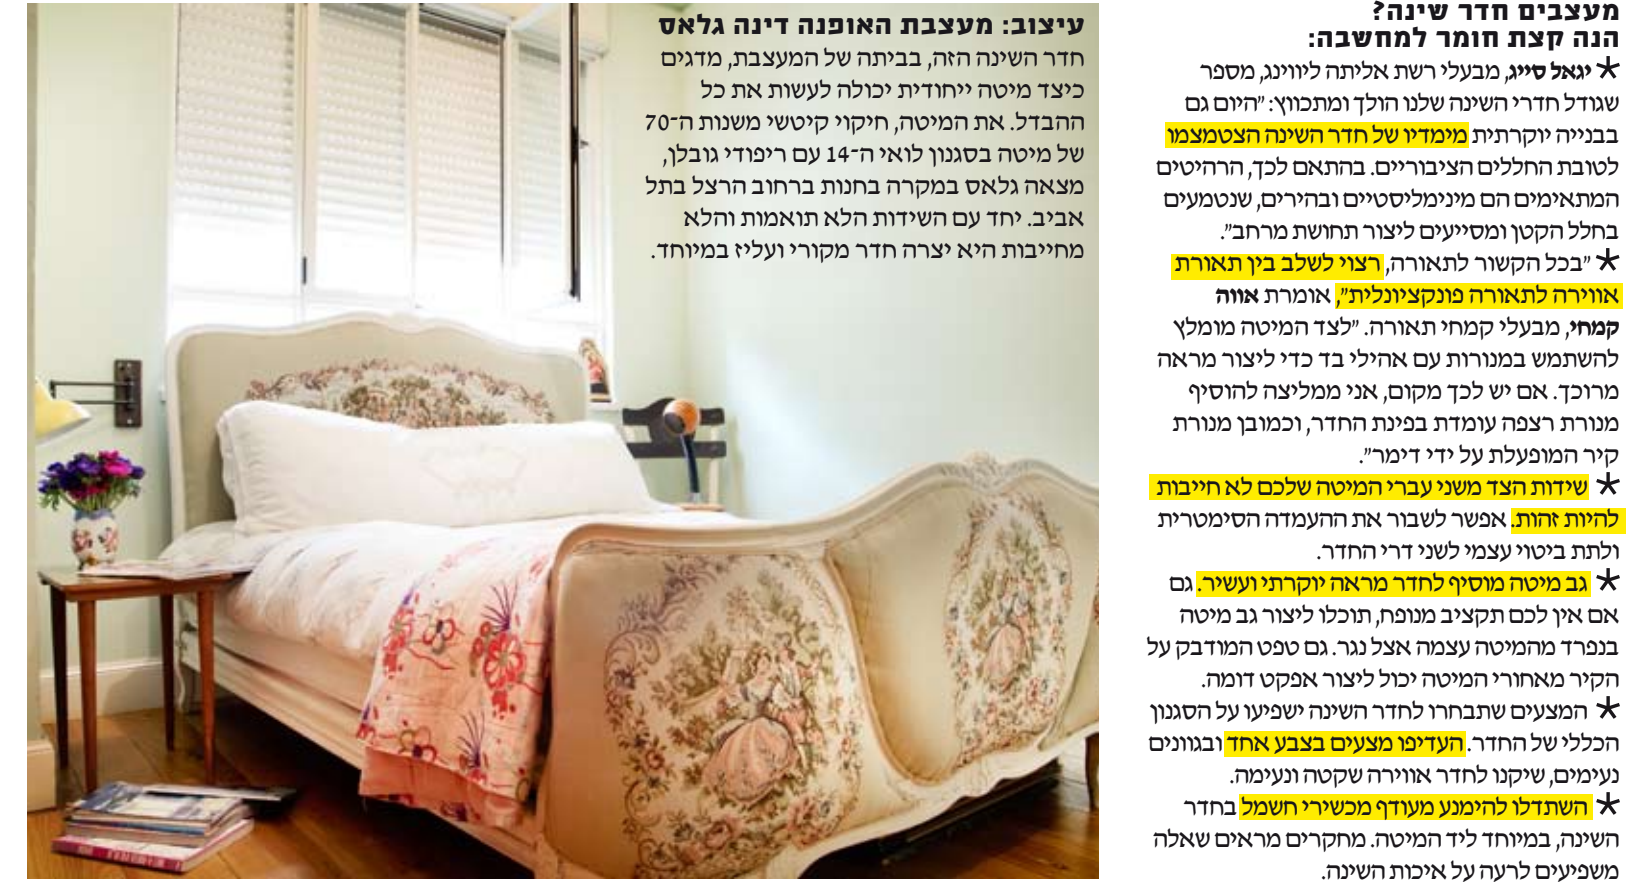 מעצבים חדר שינה?
הנה קצת חומר למחשבה:
* יגאל סייג, מבעלי רשת אליתה ליווינג, מספר
שגודל חדרי השינה שלנו הולך ומתכווץ: "היום גם
בבנייה יוקרתית מימדיו של חדר השינה הצטמצמו
לטובת החללים הציבוריים. בהתאם לכך, הרהיטים
המתאימים הם מינימליסטיים ובהירים, שנטמעים
בחלל הקטן ומסייעים ליצור תחושת מרחב".
* "בכל הקשור לתאורה, רצוי לשלב בין תאורת
אווירה לתאורה פונקציונלית", אומרת אווה
קמחי, מבעלי קמחי תאורה. "לצד המיטה מומלץ
להשתמש במנורות עם אהילי בד כדי ליצור מראה
מרוכך. אם יש לכך מקום, אני ממליצה להוסיף
מנורת רצפה עומדת בפינת החדר, וכמובן מנורת
קיר המופעלת על ידי דימר".
* שידות הצד משני עברי המיטה שלכם לא חייבות
להיות זהות. אפשר לשבור את ההעמדה הסימטרית
ולתת ביטוי עצמי לשני דרי החדר.
* גב מיטה מוסיף לחדר מראה יוקרתי ועשיר. גם
אם אין לכם תקציב מנופח, תוכלו ליצור גב מיטה
בנפרד מהמיטה עצמה אצל נגר. גם טפט המודבק על
הקיר מאחורי המיטה יכול ליצור אפקט דומה.
* המצעים שתבחרו לחדר השינה ישפיעו על הסגנון
הכללי של החדר. העדיפו מצעים בצבע אחד ובגוונים
נעימים, שיקנו לחדר אווירה שקטה ונעימה.
* השתדלו להימנע מעודף מכשירי חשמל בחדר
השינה, במיוחד ליד המיטה. מחקרים מראים שאלה
משפיעים לרעה על איכות השינה.
עיצוב: מעצבת האופנה דינה גלאס
חדר השינה הזה, בביתה של המעצבת, מדגים
כיצד מיטה ייחודית יכולה לעשות את כל
ההבדל. את המיטה, חיקוי קיטשי משנות ה־70
של מיטה בסגנון לואי ה־14 עם ריפודי גובלן,
מצאה גלאס במקרה בחנות ברחוב הרצל בתל
אביב. יחד עם השידות הלא תואמות והלא
מחייבות היא יצרה חדר מקורי ועליז במיוחד.